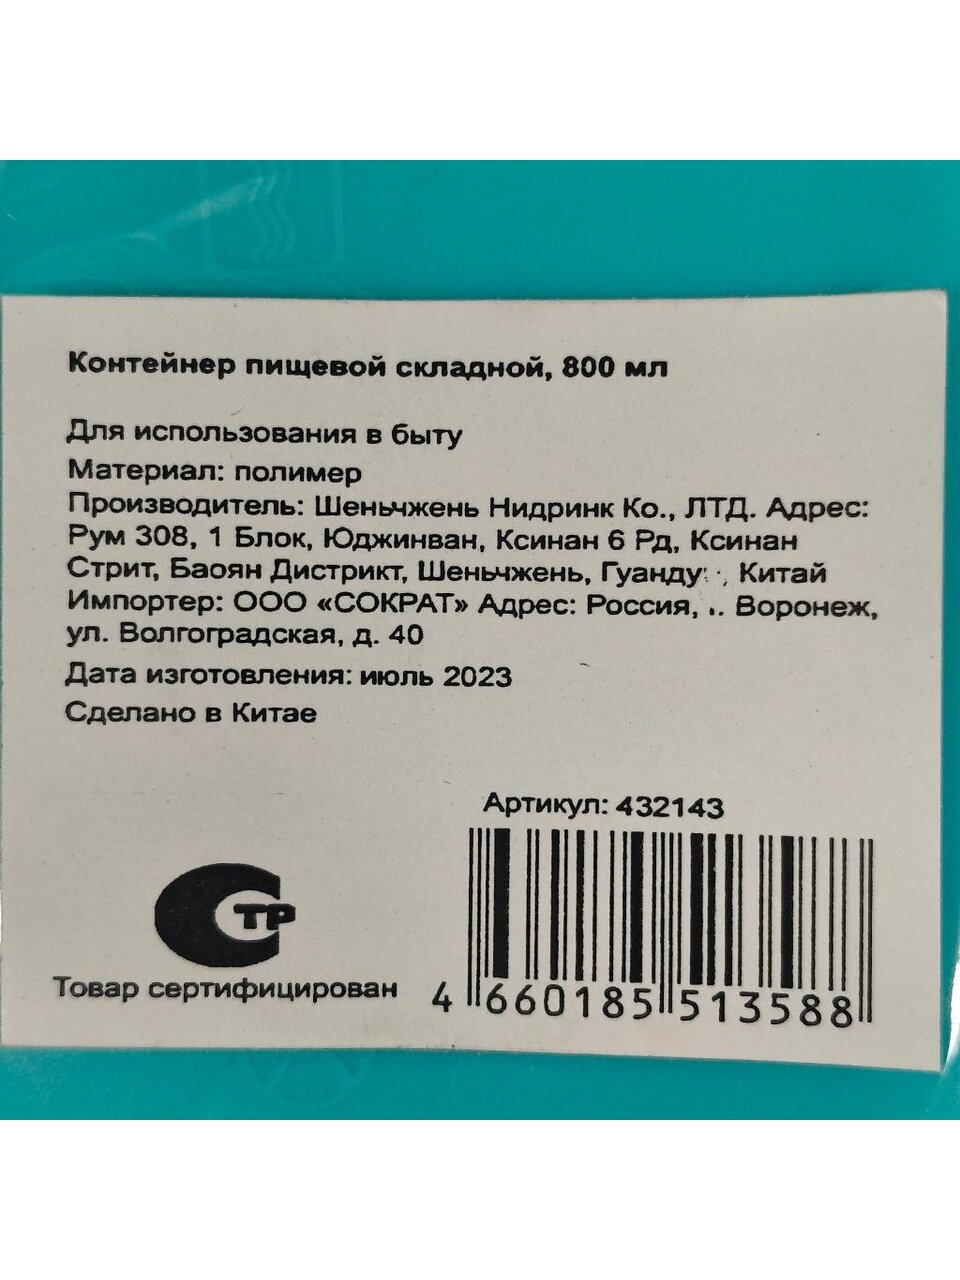 Контейнер пищевой складной, 800 мл
Для использования в быту
Материал: полимер
Производитель: Шеньчжень Нидринк Ко., ЛТД. Адрес:
Рум 308, 1 Блок, Юджинван, Ксинан 6 Рд, Ксинан
Стрит, Баоян Дистрикт, Шеньчжень, Китай
Импортер: ООО «СОКРАТ» Адрес: Россия, Воронеж,
ул. Волгоградская, д. 40
Дата изготовления: июль 2023
Сделано в Китае
Артикул: 432143
СТР
Товар сертифицирован
4 660185 513588